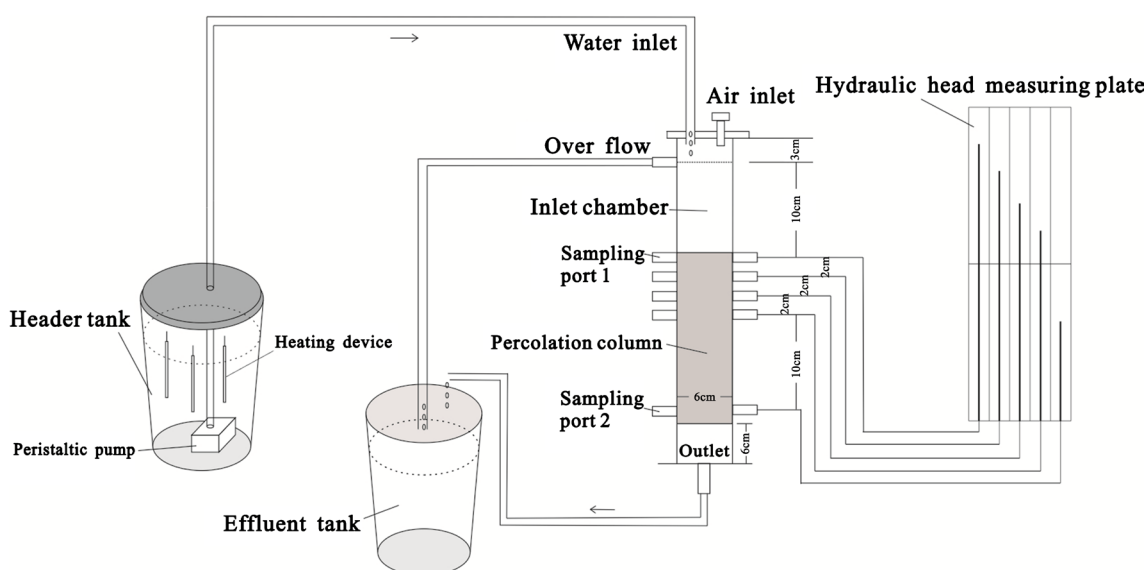 Water inlet
Air inlet
Hydraulic head measuring plate
Over flow
3cm
Inlet chamber
10cm
Sampling
port 1
2cm
2cm
2cm
Header tank
Heating device
Percolation column
10cm
Sampling
port 2
6cm
Peristaltic pump
Outlet
6cm
Effluent tank